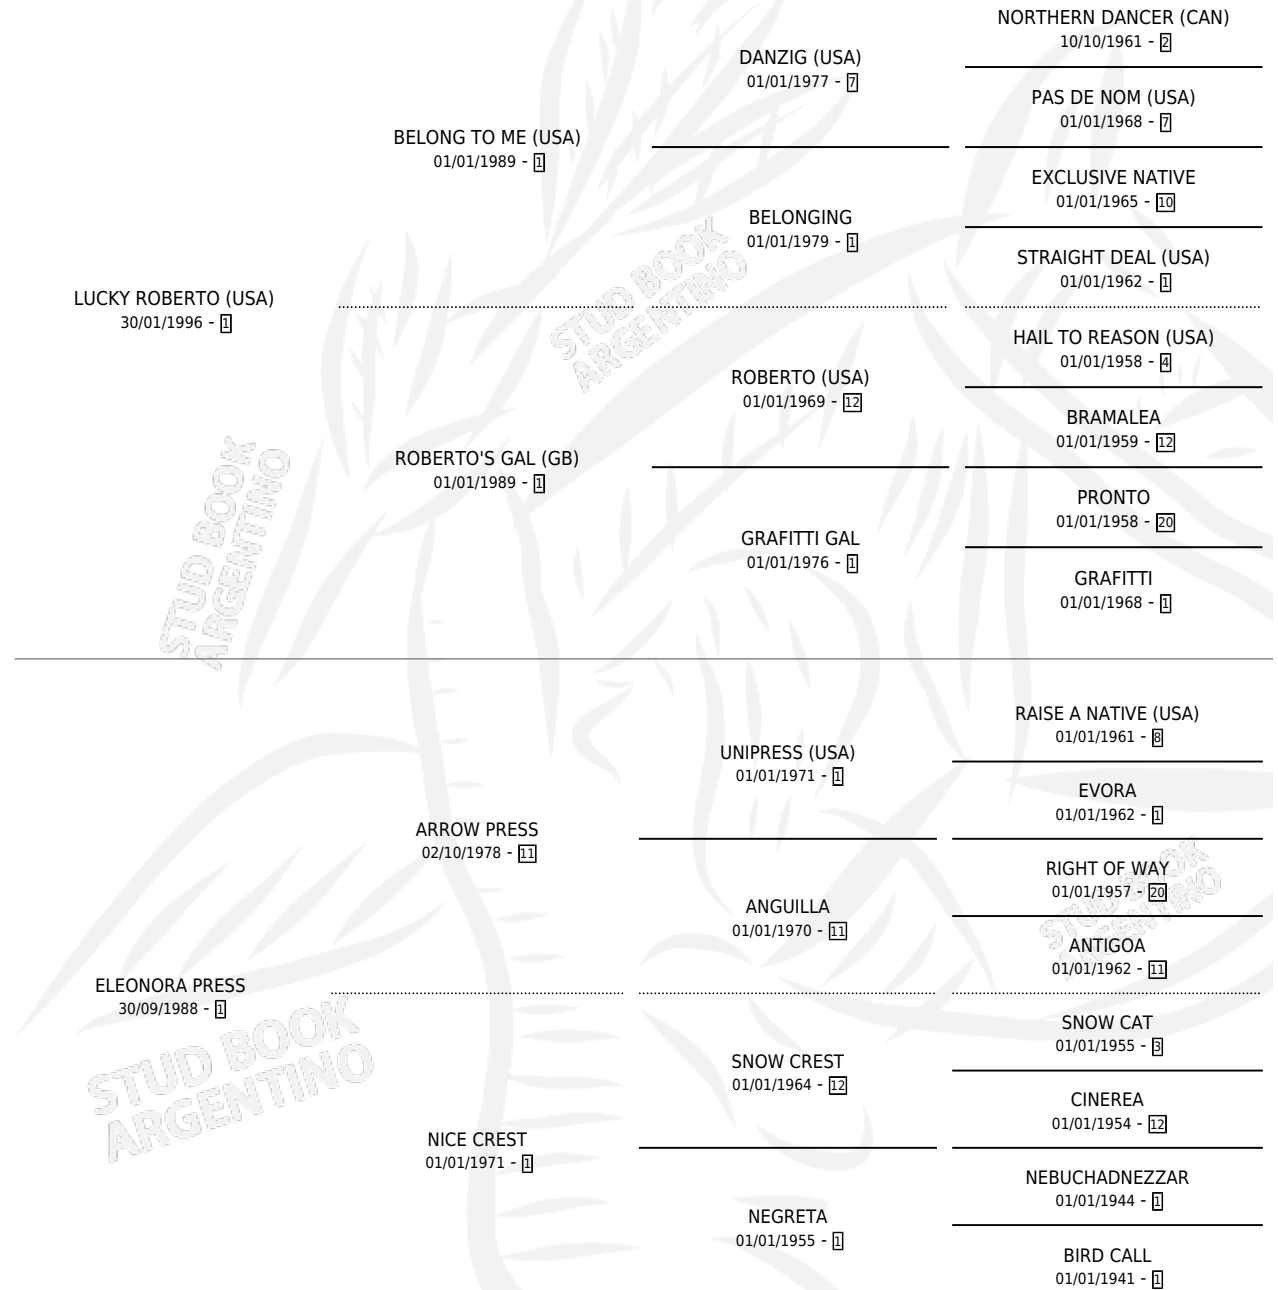 NORTHERN DANCER (CAN)
10/10/1961 - 2
DANZIG (USA)
01/01/1977 - 7
PAS DE NOM (USA)
01/01/1968 - 7
BELONG TO ME (USA)
01/01/1989 - 1
EXCLUSIVE NATIVE
01/01/1965 - 10
BELONGING
01/01/1979 - 1
STRAIGHT DEAL (USA)
01/01/1962 - 1
LUCKY ROBERTO (USA)
30/01/1996 - 1
HAIL TO REASON (USA)
01/01/1958 - 4
ROBERTO (USA)
01/01/1969 - 12
BRAMALEA
01/01/1959 - 12
ROBERTO'S GAL (GB)
01/01/1989 - 1
PRONTO
01/01/1958 - 20
GRAFITTI GAL
01/01/1976 - 1
GRAFITTI
01/01/1968 - 1
RAISE A NATIVE (USA)
01/01/1961 - 8
UNIPRESS (USA)
01/01/1971 - 1
EVORA
01/01/1962 - 1
ARROW PRESS
02/10/1978 - 11
RIGHT OF WAY
01/01/1957 - 20
ANGUILLA
01/01/1970 - 11
ANTIGOA
01/01/1962 - 11
ELEONORA PRESS
30/09/1988 - 1
SNOW CAT
01/01/1955 - 3
SNOW CREST
01/01/1964 - 12
CINEREA
01/01/1954 - 12
NICE CREST
01/01/1971 - 1
NEBUCHADNEZZAR
01/01/1944 - 1
NEGRETA
01/01/1955 - 1
BIRD CALL
01/01/1941 - 1
STUD BOOK
ARGENTINO
STUD BOOK
ARGENTINO
STUD BOOK
ARGENTINO
STUD BOOK
ARGENTINO